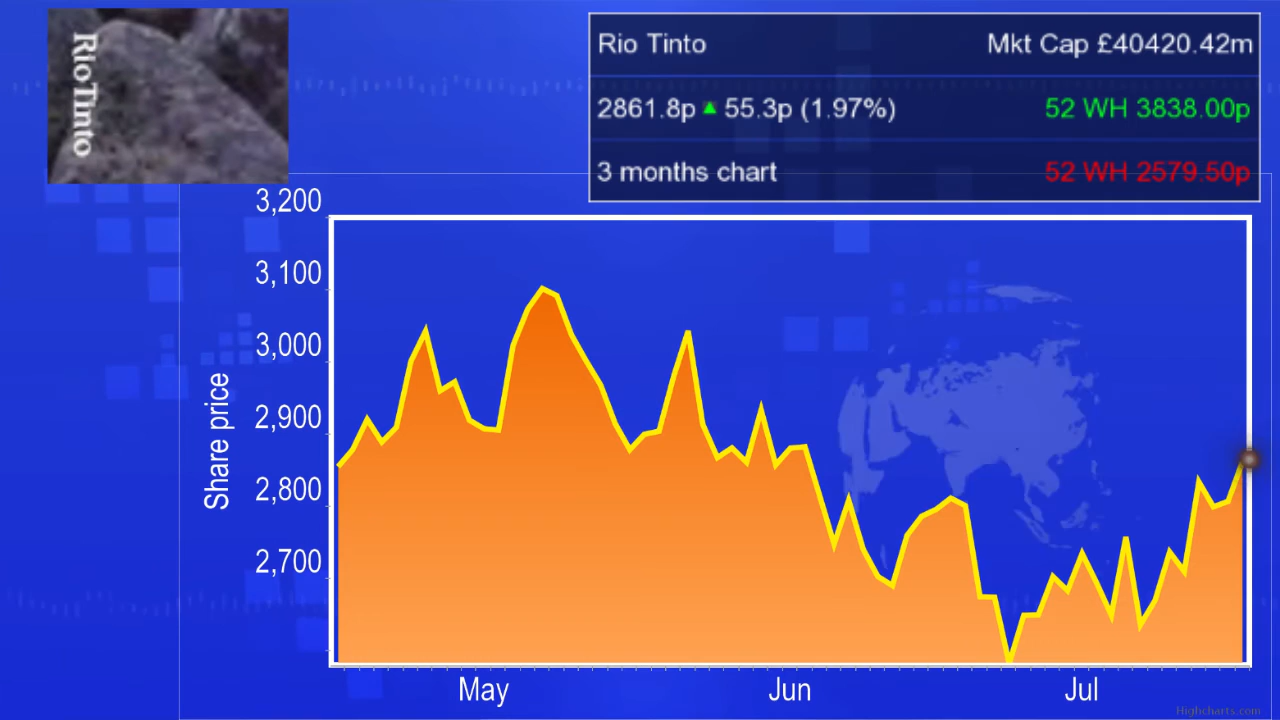 RioTinto
Rio Tinto Mkt Cap £40420.42m
2861.8p ▲ 55.3p (1.97%) 52 WH 3838.00p
3 months chart 52 WH 2579.50p
3,200
3,100
3,000
2,900
2,800
2,700
Share price
May Jun Jul
Highcharts.com